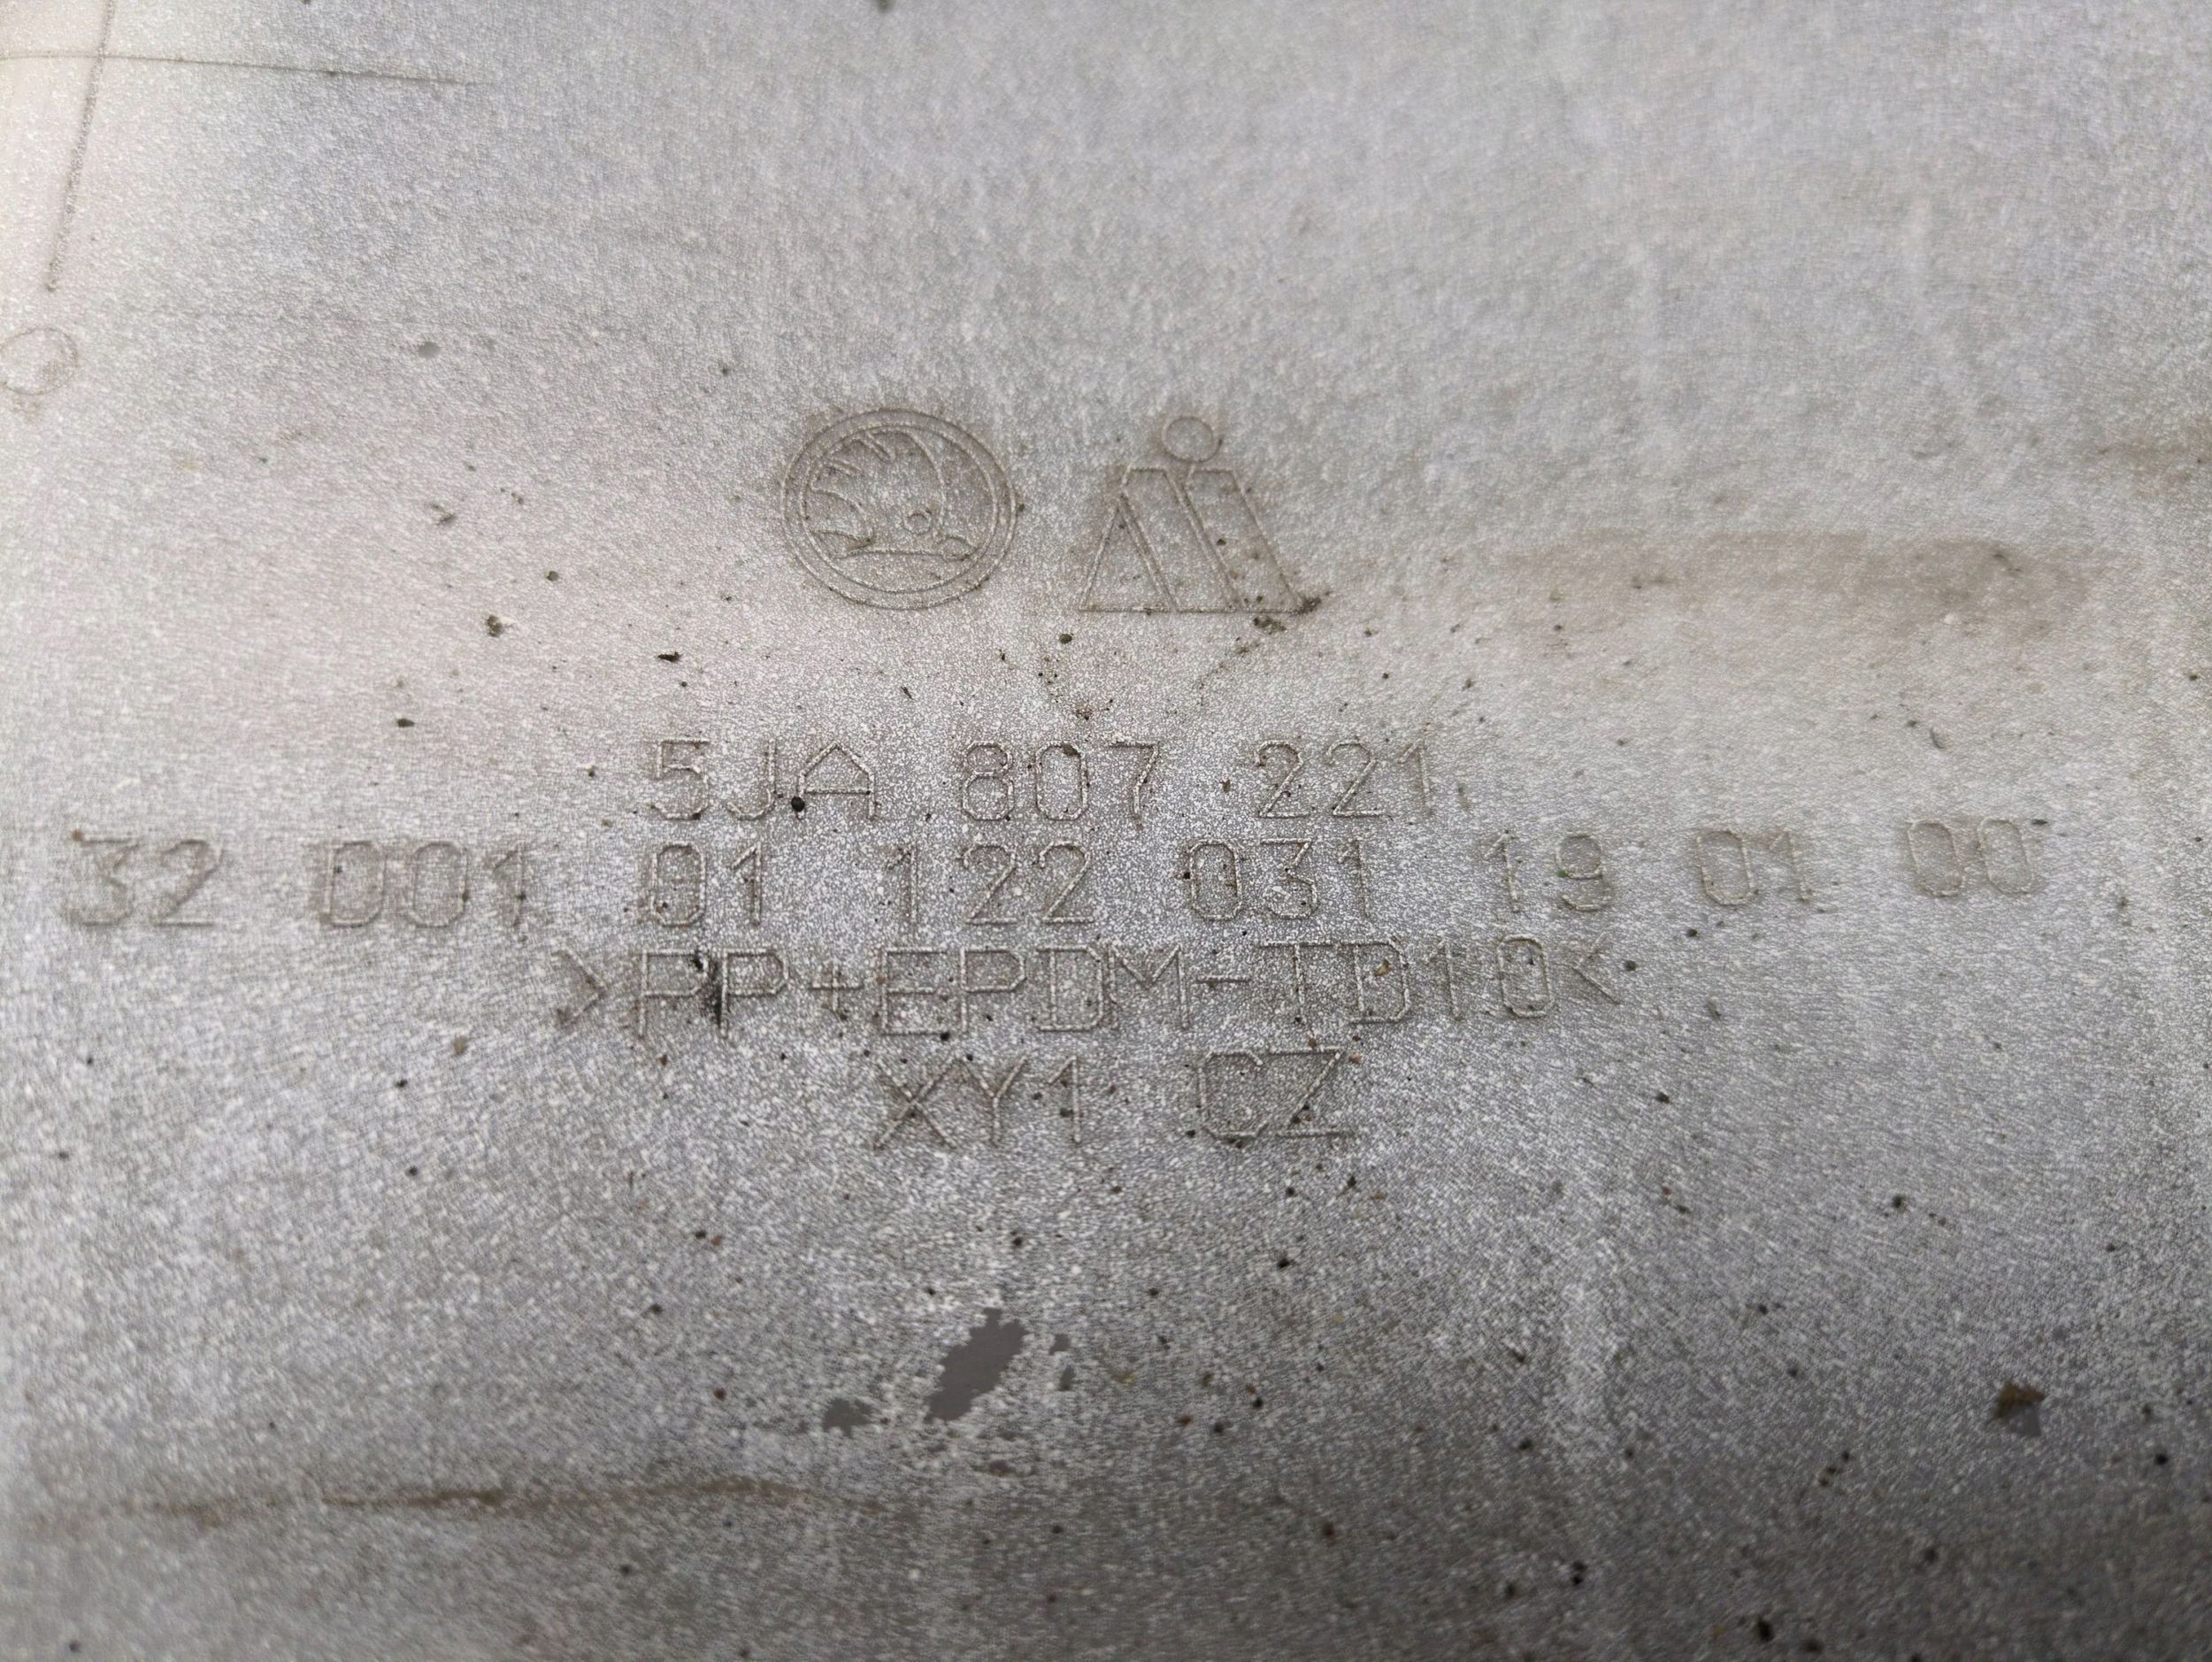 5JA 807 221
32 001 01 122 031 19 01 00
>PP+EPDM-TD10<
XY1 CZ